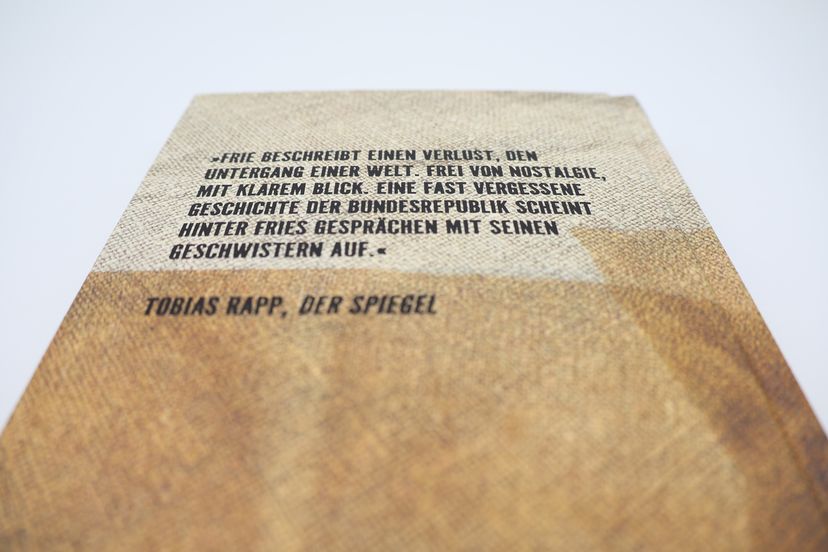 »FRIE BESCHREIBT EINEN VERLUST, DEN
UNTERGANG EINER WELT. FREI VON NOSTALGIE,
MIT KLAREM BLICK. EINE FAST VERGESSENE
GESCHICHTE DER BUNDESREPUBLIK SCHEINT
HINTER FRIES GESPRÄCHEN MIT SEINEN
GESCHWISTERN AUF.«
TOBIAS RAPP, DER SPIEGEL